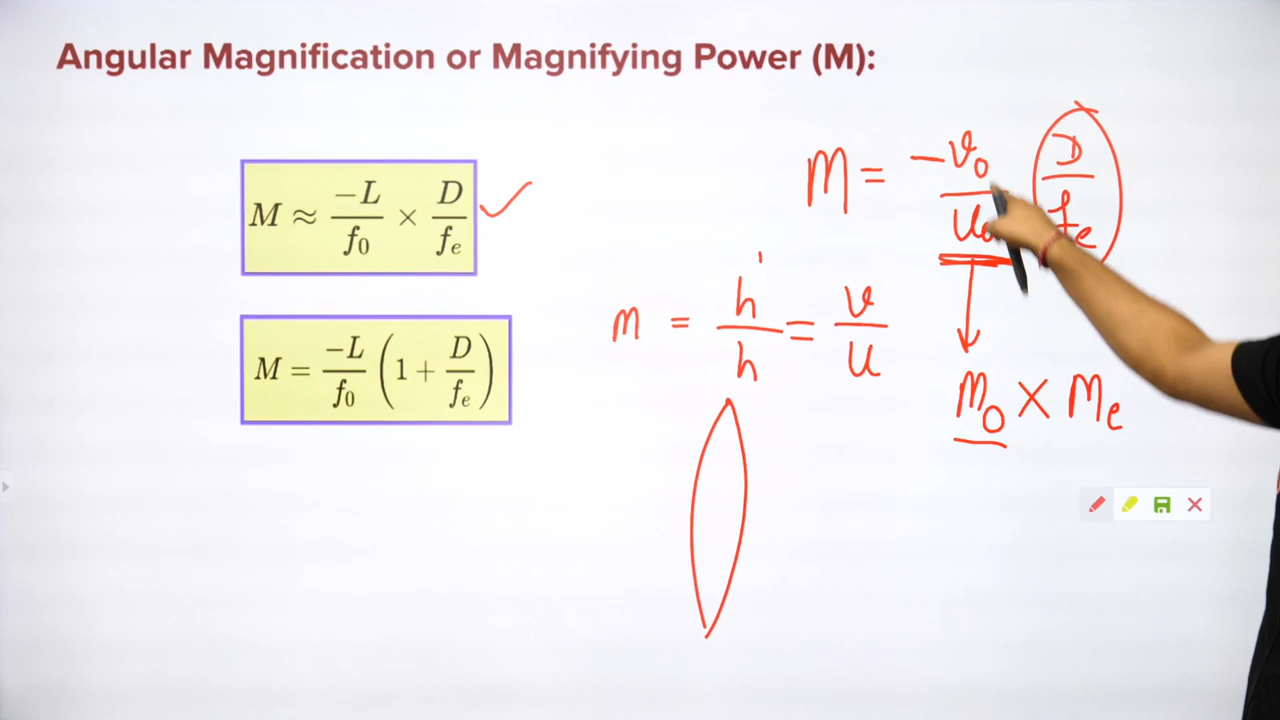 Angular Magnification or Magnifying Power (M):
M ≈ -L/f₀ × D/fₑ ✓
M = -L/f₀ (1 + D/fₑ)
M = -v₀/u₀ D/fₑ
m = h'/h = v/u
m₀ × mₑ